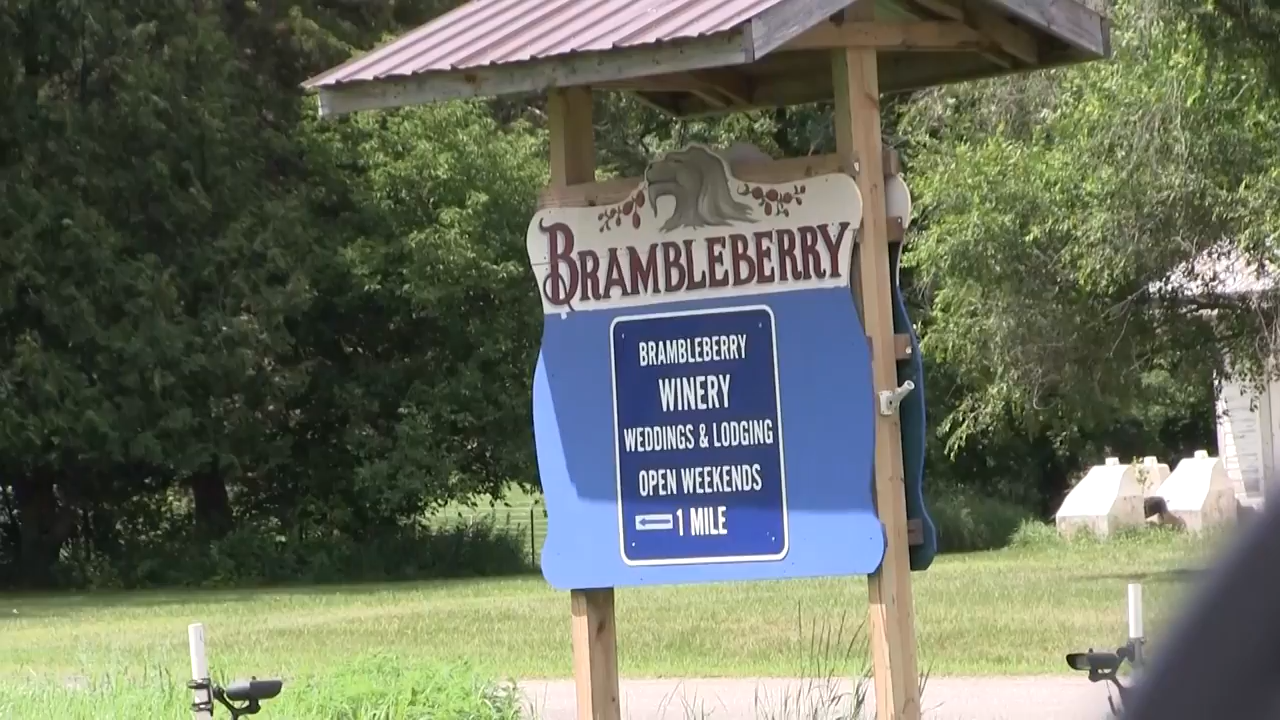 BRAMBLEBERRY
BRAMBLEBERRY
WINERY
WEDDINGS & LODGING
OPEN WEEKENDS
1 MILE